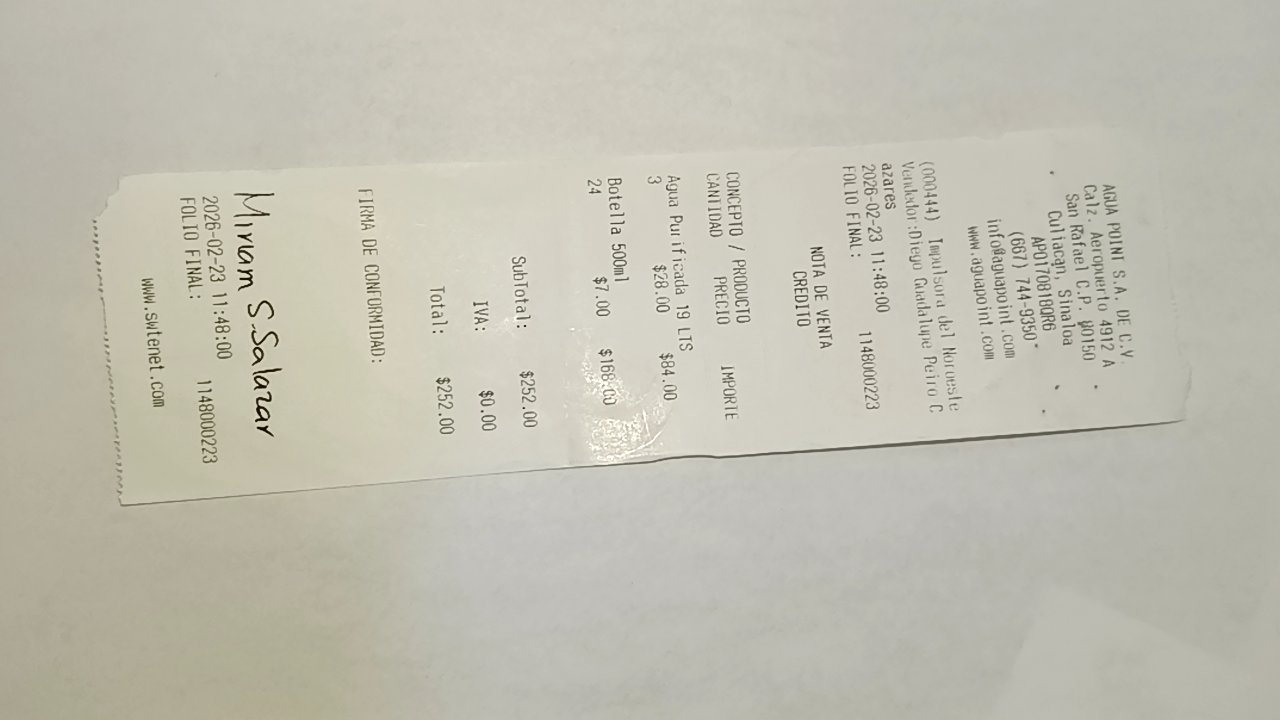 AGUA POINT S.A. DE C.V.
Calz. Aeropuerto 4912 A
San Rafael C.P. 80150
Culiacan, Sinaloa
APO170818QR6
(667) 744-9350
info@aguapoint.com
www.aguapoint.com
(000444) Impulsora del Noroeste
Vendedor:Diego Guadalupe Peiro C
azares
2026-02-23 11:48:00
FOLIO FINAL: 1148000223
NOTA DE VENTA
CREDITO
CONCEPTO / PRODUCTO
CANTIDAD PRECIO IMPORTE
Agua Purificada 19 LTS
3 $28.00 $84.00
Botella 500ml
24 $7.00 $168.00
SubTotal: $252.00
IVA: $0.00
Total: $252.00
FIRMA DE CONFORMIDAD:
Miriam S. Salazar
2026-02-23 11:48:00
FOLIO FINAL: 1148000223
www.swtenet.com